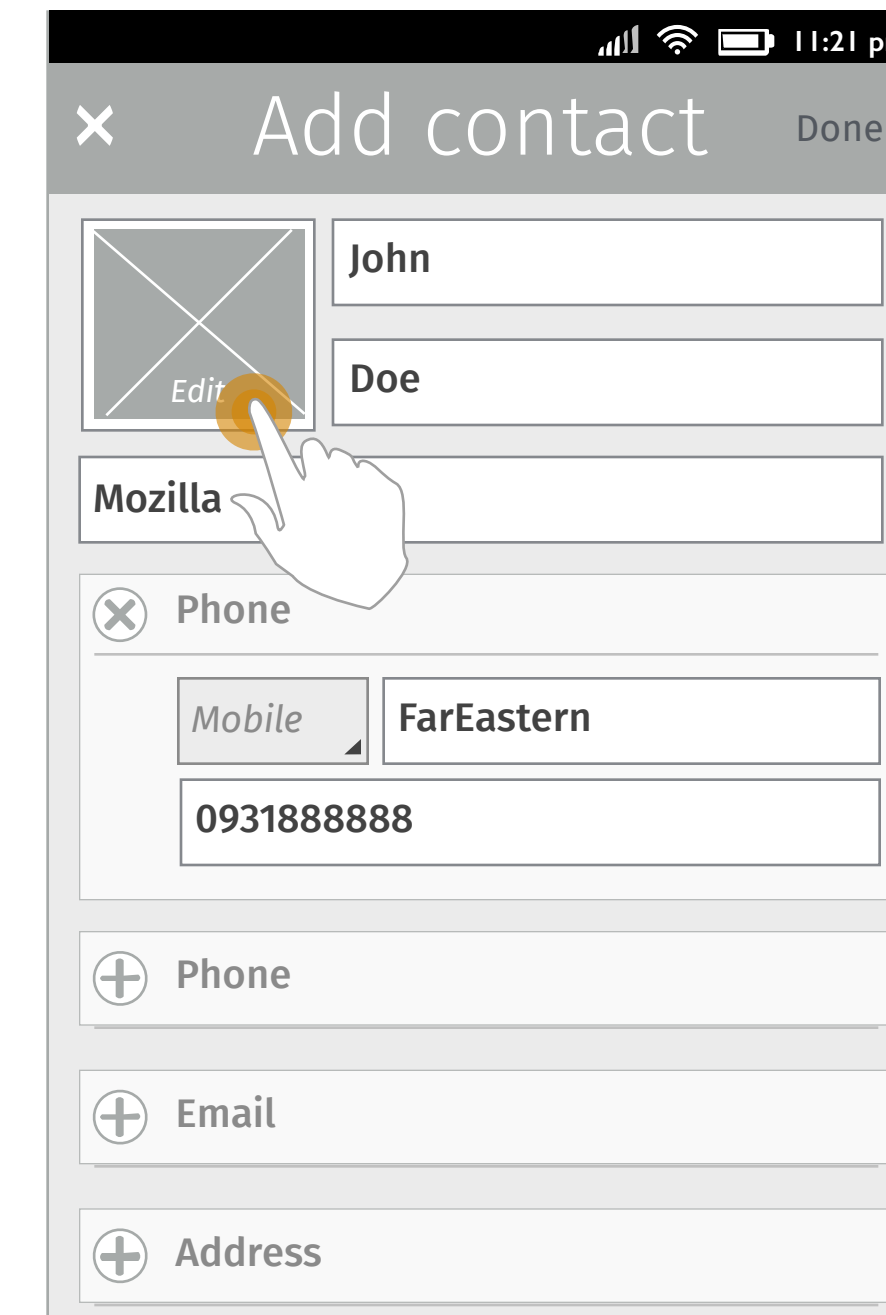 11:21 p
Add contact Done
John
Edit
Doe
Mozilla
Phone
Mobile FarEastern
0931888888
Phone
Email
Address